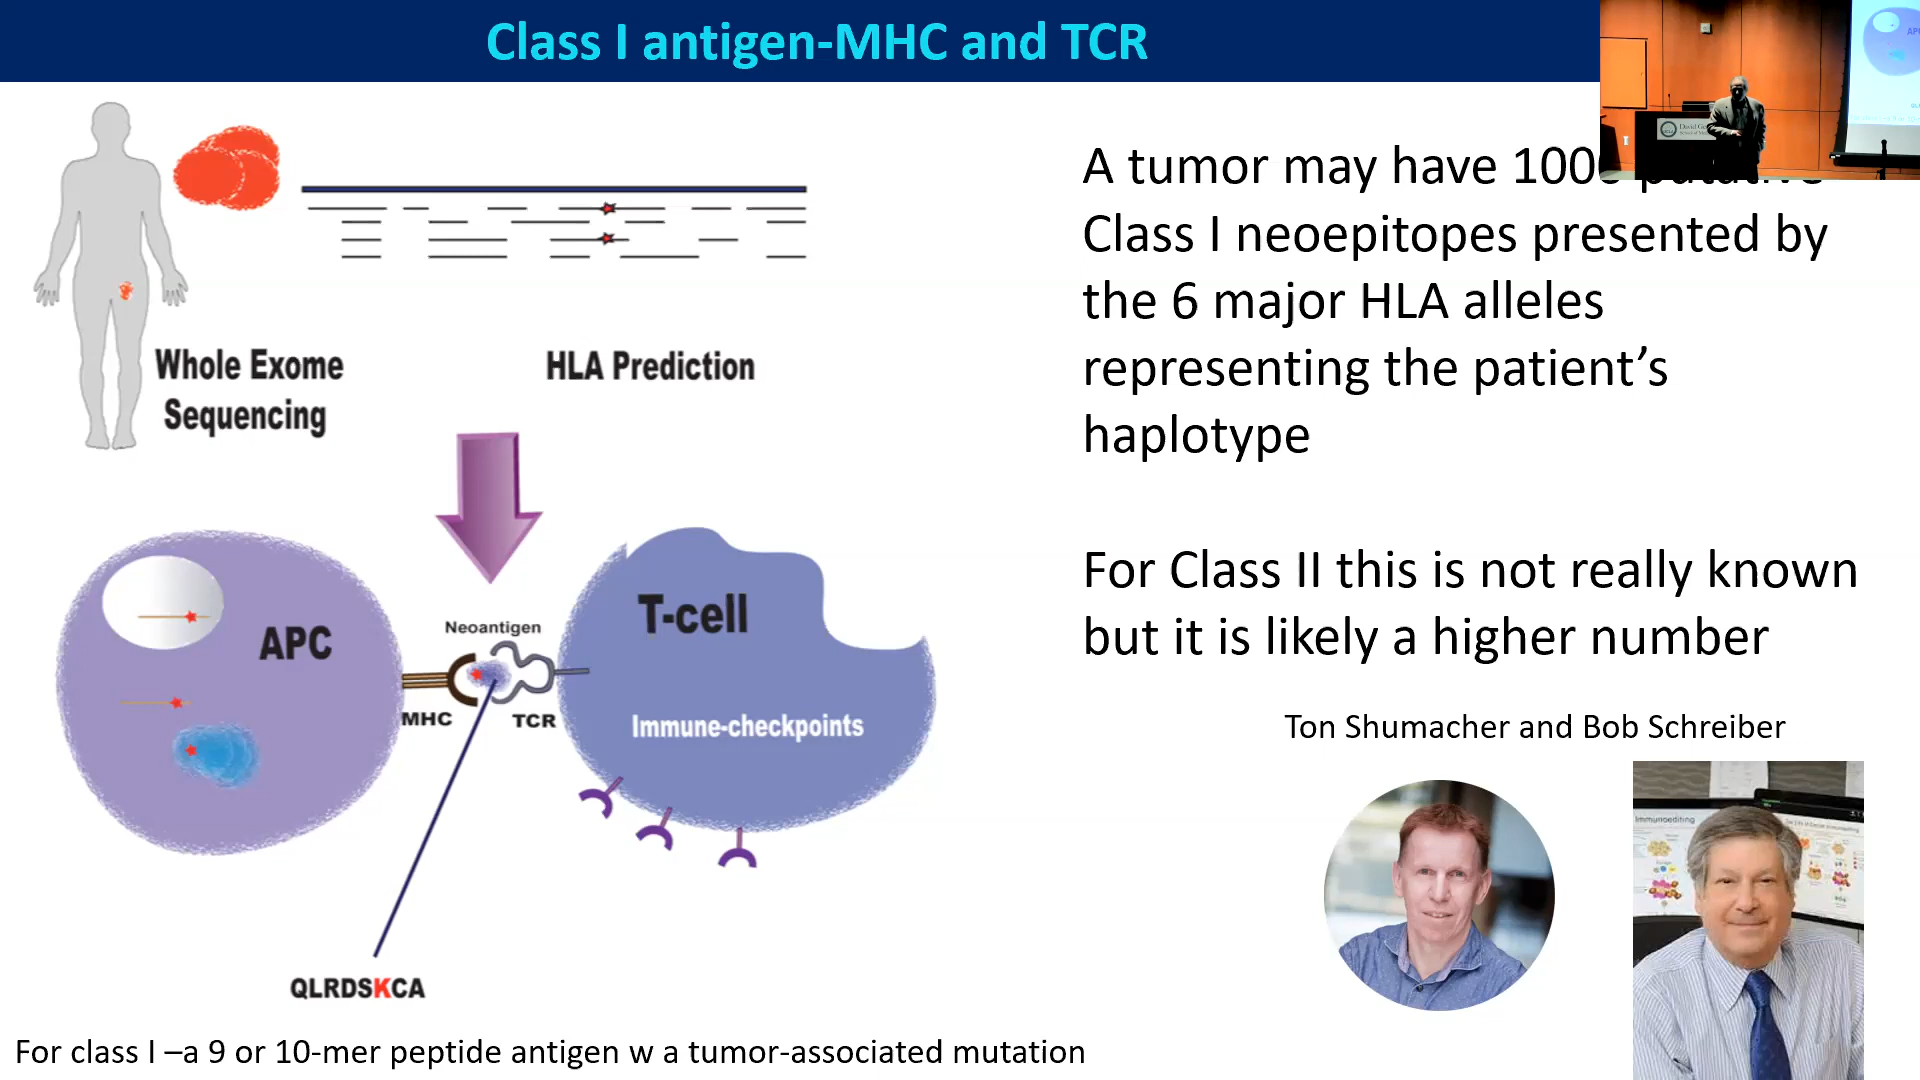 Class I antigen-MHC and TCR
A tumor may have 1000 putative
Class I neoepitopes presented by
the 6 major HLA alleles
representing the patient's
haplotype
Whole Exome
Sequencing
HLA Prediction
For Class II this is not really known
but it is likely a higher number
Neoantigen
T-cell
APC
MHC
TCR
Immune-checkpoints
Ton Shumacher and Bob Schreiber
Immunoediting
QLRDSKCA
For class I –a 9 or 10-mer peptide antigen w a tumor-associated mutation